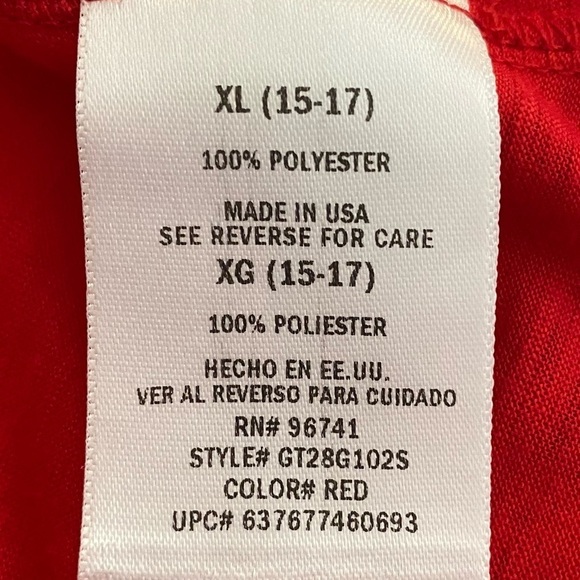 XL (15-17)
100% POLYESTER
MADE IN USA
SEE REVERSE FOR CARE
XG (15-17)
100% POLIESTER
HECHO EN EE.UU.
VER AL REVERSO PARA CUIDADO
RN# 96741
STYLE# GT28G102S
COLOR# RED
UPC# 637677460693